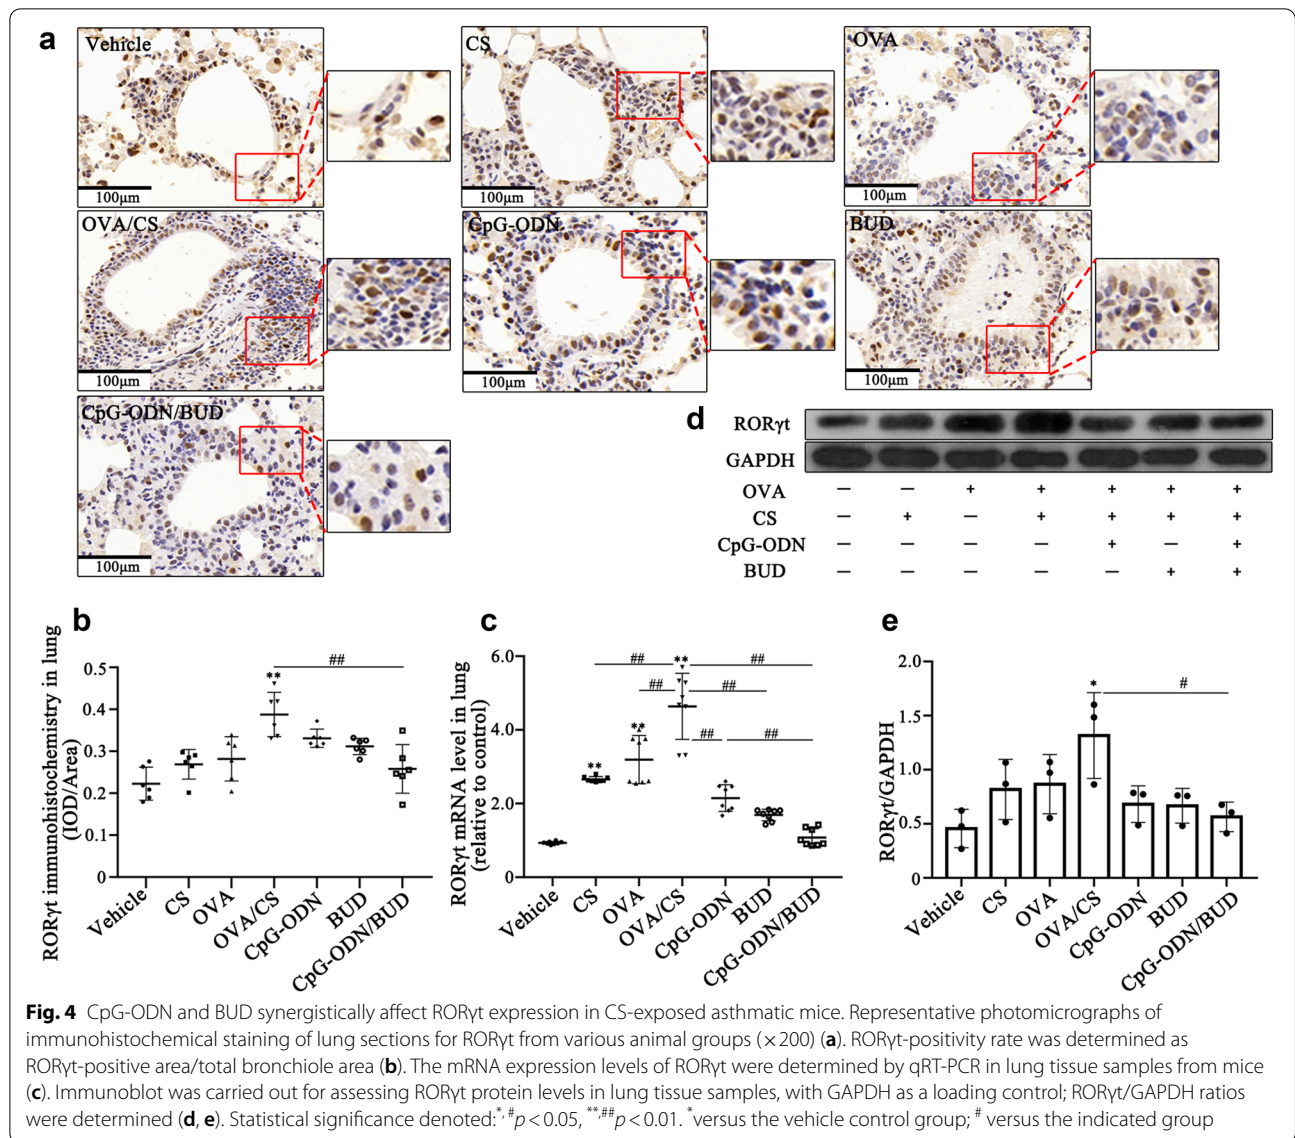 a
Vehicle
CS
OVA
100μm
100μm
100μm
OVA/CS
CpG-ODN
BUD
100μm
100μm
100μm
CpG-ODN/BUD
100μm
d
RORγt
GAPDH
OVA — — + + + + +
CS — + — + + + +
CpG-ODN — — — — + — +
BUD — — — — — + +
b
RORγt immunohistochemistry in lung
(IOD/Area)
0.5
0.4
0.3
0.2
0.1
0
**
##
Vehicle
CS
OVA
OVA/CS
CpG-ODN
BUD
CpG-ODN/BUD
c
RORγt mRNA level in lung
(relative to control)
6.0
4.0
2.0
0.0
## ** ##
** ## ##
** ## ##
Vehicle
CS
OVA
OVA/CS
CpG-ODN
BUD
CpG-ODN/BUD
e
RORγt/GAPDH
2.0
1.5
1.0
0.5
0
* #
Vehicle
CS
OVA
OVA/CS
CpG-ODN
BUD
CpG-ODN/BUD
Fig. 4 CpG-ODN and BUD synergistically affect RORγt expression in CS-exposed asthmatic mice. Representative photomicrographs of
immunohistochemical staining of lung sections for RORγt from various animal groups (× 200) (a). RORγt-positivity rate was determined as
RORγt-positive area/total bronchiole area (b). The mRNA expression levels of RORγt were determined by qRT-PCR in lung tissue samples from mice
(c). Immunoblot was carried out for assessing RORγt protein levels in lung tissue samples, with GAPDH as a loading control; RORγt/GAPDH ratios
were determined (d, e). Statistical significance denoted:*, #p < 0.05, **,##p < 0.01. *versus the vehicle control group; # versus the indicated group